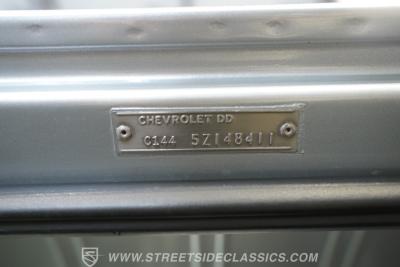 CHEVROLET DD
C144 5Z148411
WWW.STREETSIDECLASSICS.COM